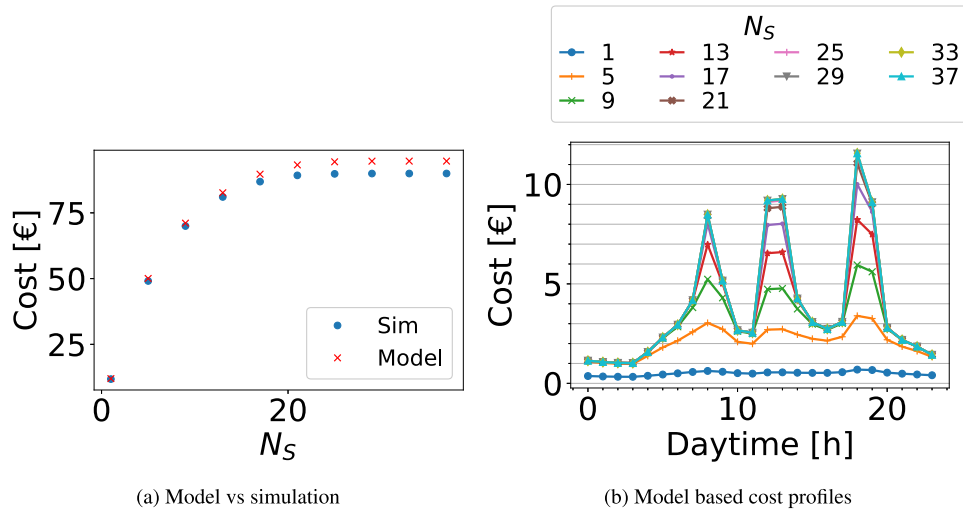 N_S
1 13 25 33
5 17 29 37
9 21
Cost [€]
75
50
25
Sim
Model
0 20
N_S
Cost [€]
10
5
0
0 10 20
Daytime [h]
(a) Model vs simulation
(b) Model based cost profiles